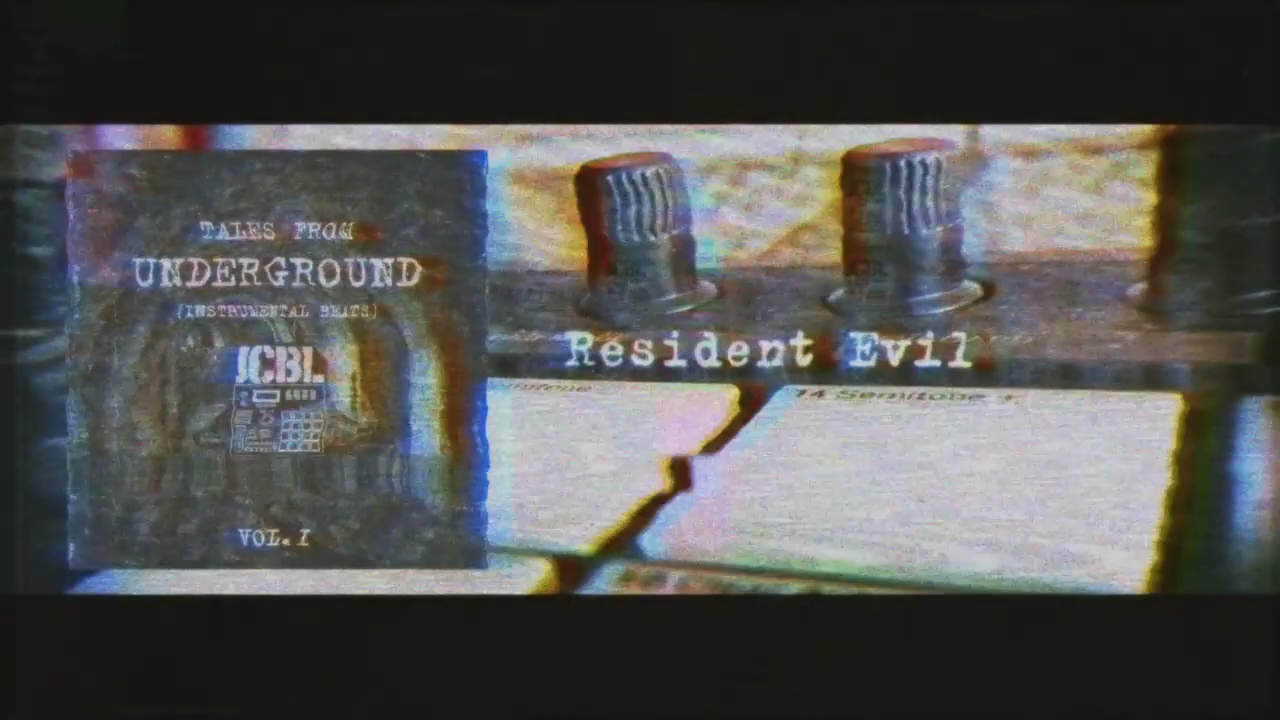 TALES FROM
UNDERGROUND
[INSTRUMENTAL BEATS]
JCBL
VOL. I
Resident Evil
14 Semitone +